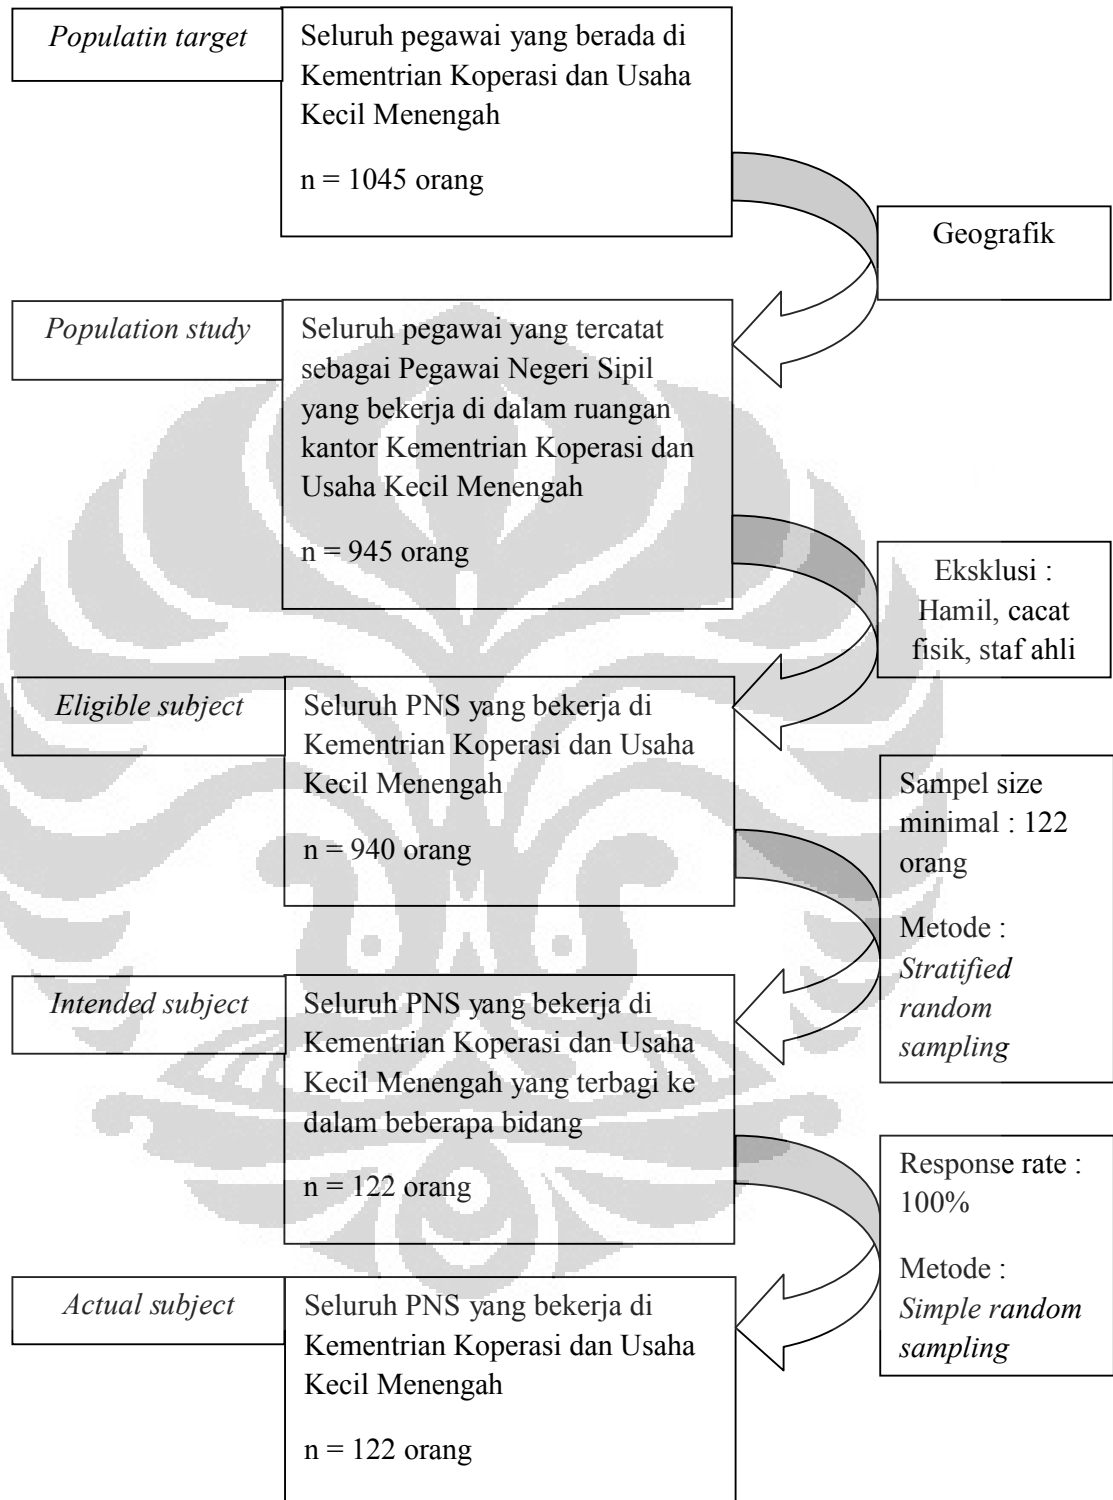 Populatin target
Seluruh pegawai yang berada di
Kementrian Koperasi dan Usaha
Kecil Menengah
n = 1045 orang
Geografik
Population study
Seluruh pegawai yang tercatat
sebagai Pegawai Negeri Sipil
yang bekerja di dalam ruangan
kantor Kementrian Koperasi dan
Usaha Kecil Menengah
n = 945 orang
Eksklusi :
Hamil, cacat
fisik, staf ahli
Eligible subject
Seluruh PNS yang bekerja di
Kementrian Koperasi dan Usaha
Kecil Menengah
n = 940 orang
Sampel size
minimal : 122
orang
Metode :
Stratified
random
sampling
Intended subject
Seluruh PNS yang bekerja di
Kementrian Koperasi dan Usaha
Kecil Menengah yang terbagi ke
dalam beberapa bidang
n = 122 orang
Response rate :
100%
Metode :
Simple random
sampling
Actual subject
Seluruh PNS yang bekerja di
Kementrian Koperasi dan Usaha
Kecil Menengah
n = 122 orang